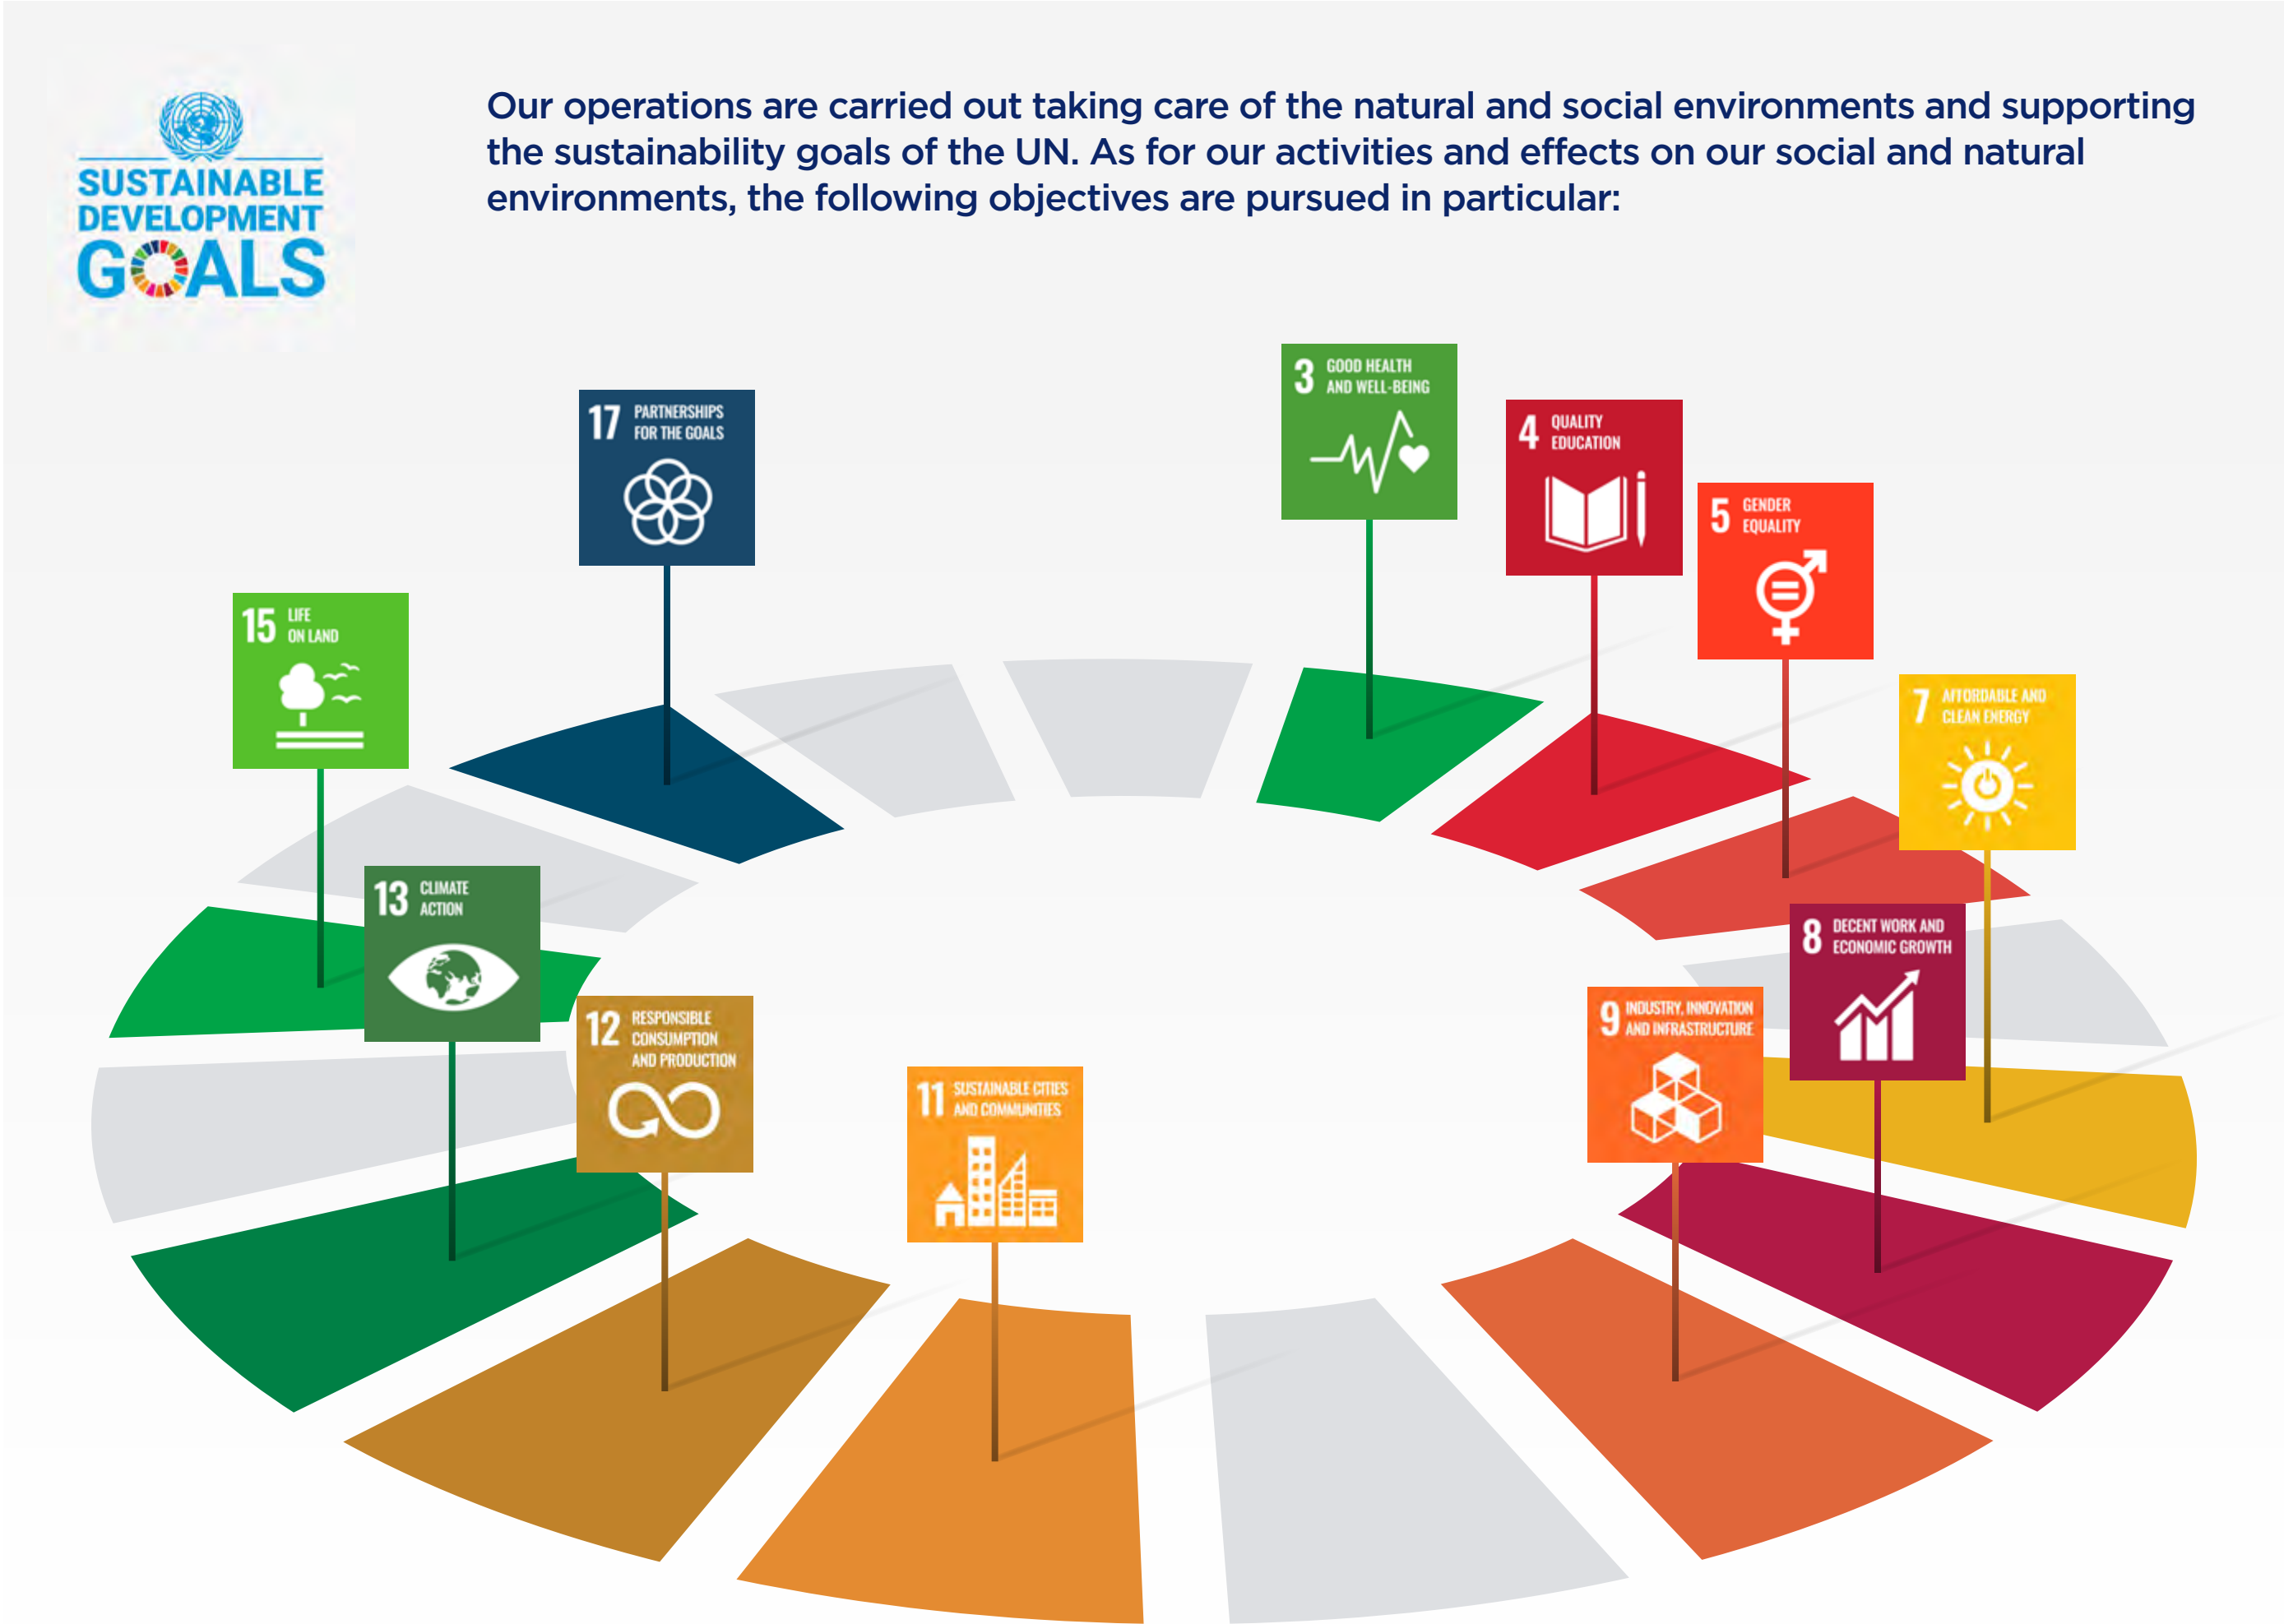 SUSTAINABLE
DEVELOPMENT
GOALS
Our operations are carried out taking care of the natural and social environments and supporting
the sustainability goals of the UN. As for our activities and effects on our social and natural
environments, the following objectives are pursued in particular:
3 GOOD HEALTH
AND WELL-BEING
17 PARTNERSHIPS
FOR THE GOALS
4 QUALITY
EDUCATION
5 GENDER
EQUALITY
15 LIFE
ON LAND
7 AFFORDABLE AND
CLEAN ENERGY
13 CLIMATE
ACTION
8 DECENT WORK AND
ECONOMIC GROWTH
9 INDUSTRY, INNOVATION
AND INFRASTRUCTURE
12 RESPONSIBLE
CONSUMPTION
AND PRODUCTION
11 SUSTAINABLE CITIES
AND COMMUNITIES